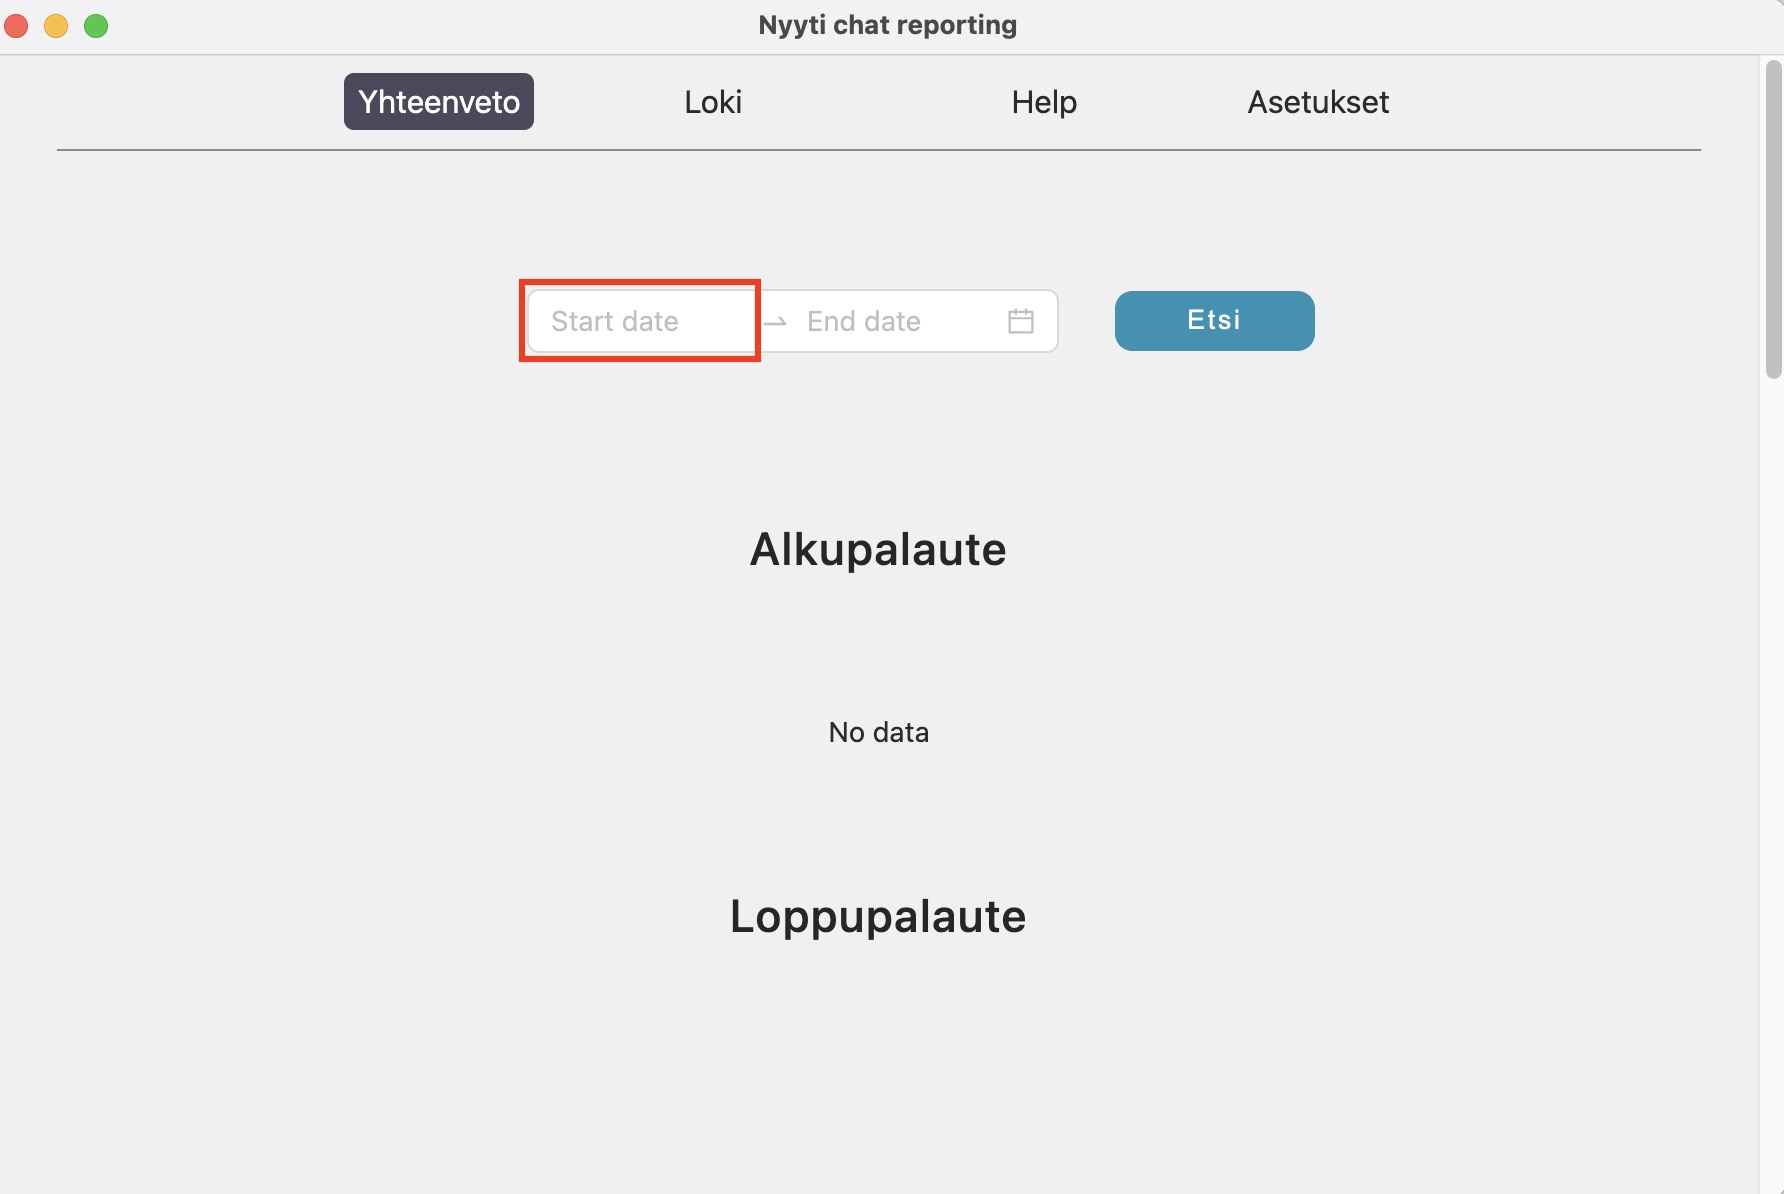 Nyyti chat reporting
Yhteenveto Loki Help Asetukset
Start date End date Etsi
Alkupalaute
No data
Loppupalaute